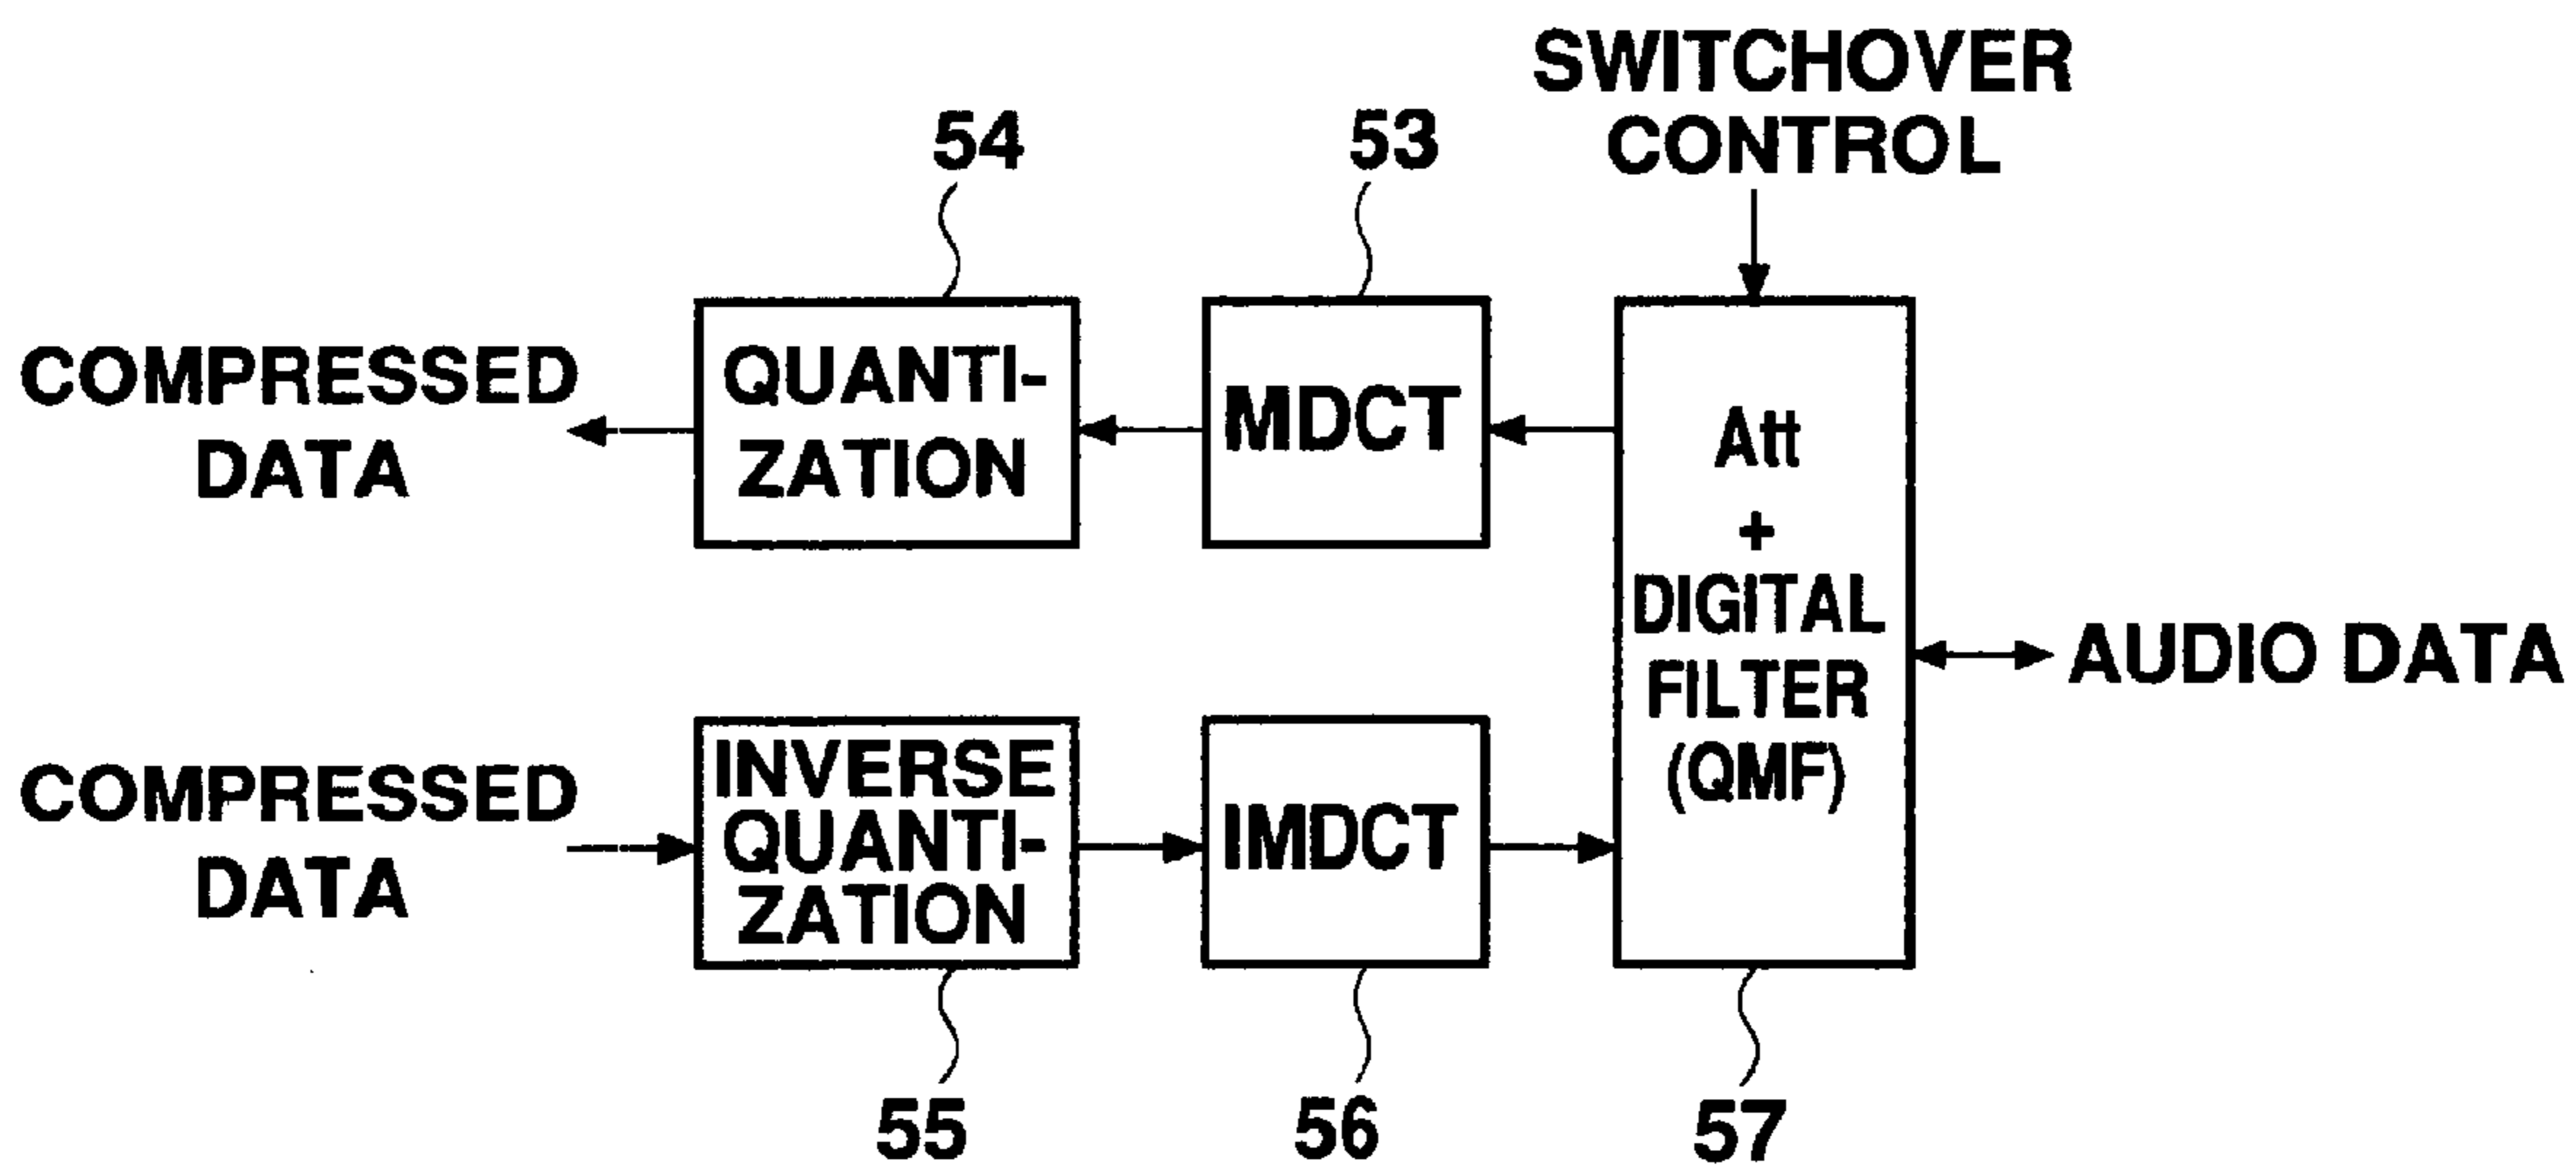 SWITCHOVER
CONTROL
54
53
COMPRESSED
DATA
QUANTI-
ZATION
MDCT
Att
+
DIGITAL
FILTER
(QMF)
AUDIO DATA
COMPRESSED
DATA
INVERSE
QUANTI-
ZATION
IMDCT
55
56
57